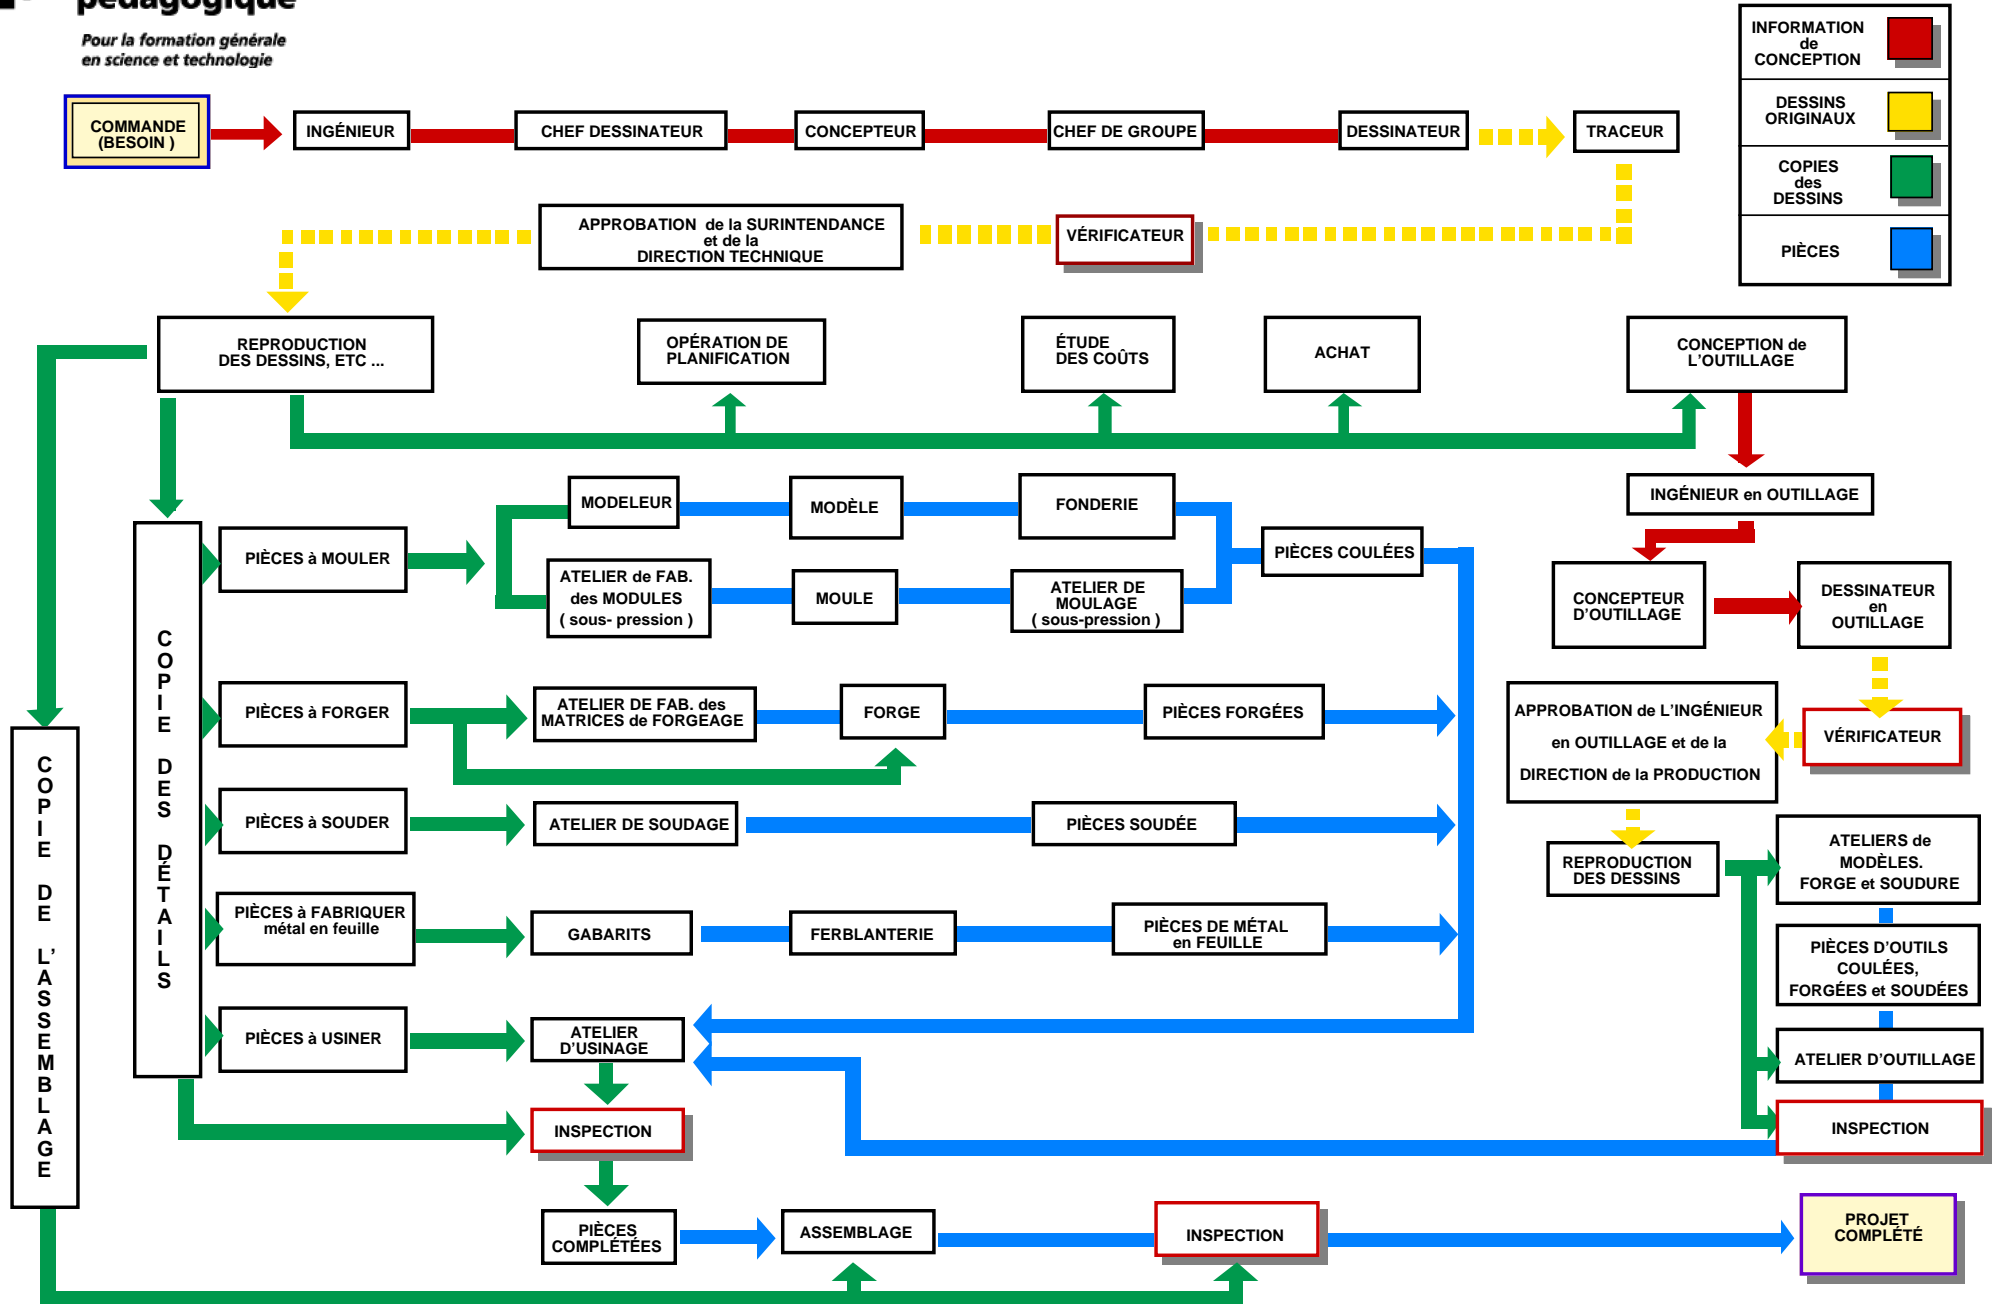 pédagogique
Pour la formation générale
en science et technologie
INFORMATION
de
CONCEPTION
DESSINS
ORIGINAUX
COPIES
des
DESSINS
PIÈCES
COMMANDE
(BESOIN )
INGÉNIEUR
CHEF DESSINATEUR
CONCEPTEUR
CHEF DE GROUPE
DESSINATEUR
TRACEUR
APPROBATION de la SURINTENDANCE
et de la
DIRECTION TECHNIQUE
VÉRIFICATEUR
REPRODUCTION
DES DESSINS, ETC ...
OPÉRATION DE
PLANIFICATION
ÉTUDE
DES COÛTS
ACHAT
CONCEPTION de
L'OUTILLAGE
INGÉNIEUR en OUTILLAGE
CONCEPTEUR
D'OUTILLAGE
DESSINATEUR
en
OUTILLAGE
APPROBATION de L'INGÉNIEUR
en OUTILLAGE et de la
DIRECTION de la PRODUCTION
VÉRIFICATEUR
REPRODUCTION
DES DESSINS
ATELIERS de
MODÈLES.
FORGE et SOUDURE
PIÈCES D'OUTILS
COULÉES,
FORGÉES et SOUDÉES
ATELIER D'OUTILLAGE
INSPECTION
COPIE DE L'ASSEMBLAGE
COPIE DES DÉTAILS
PIÈCES à MOULER
MODELEUR
MODÈLE
FONDERIE
ATELIER de FAB.
des MODULES
( sous- pression )
MOULE
ATELIER DE
MOULAGE
( sous-pression )
PIÈCES COULÉES
PIÈCES à FORGER
ATELIER DE FAB. des
MATRICES de FORGEAGE
FORGE
PIÈCES FORGÉES
PIÈCES à SOUDER
ATELIER DE SOUDAGE
PIÈCES SOUDÉE
PIÈCES à FABRIQUER
métal en feuille
GABARITS
FERBLANTERIE
PIÈCES DE MÉTAL
en FEUILLE
PIÈCES à USINER
ATELIER
D'USINAGE
INSPECTION
PIÈCES
COMPLÉTÉES
ASSEMBLAGE
INSPECTION
PROJET
COMPLÉTÉ